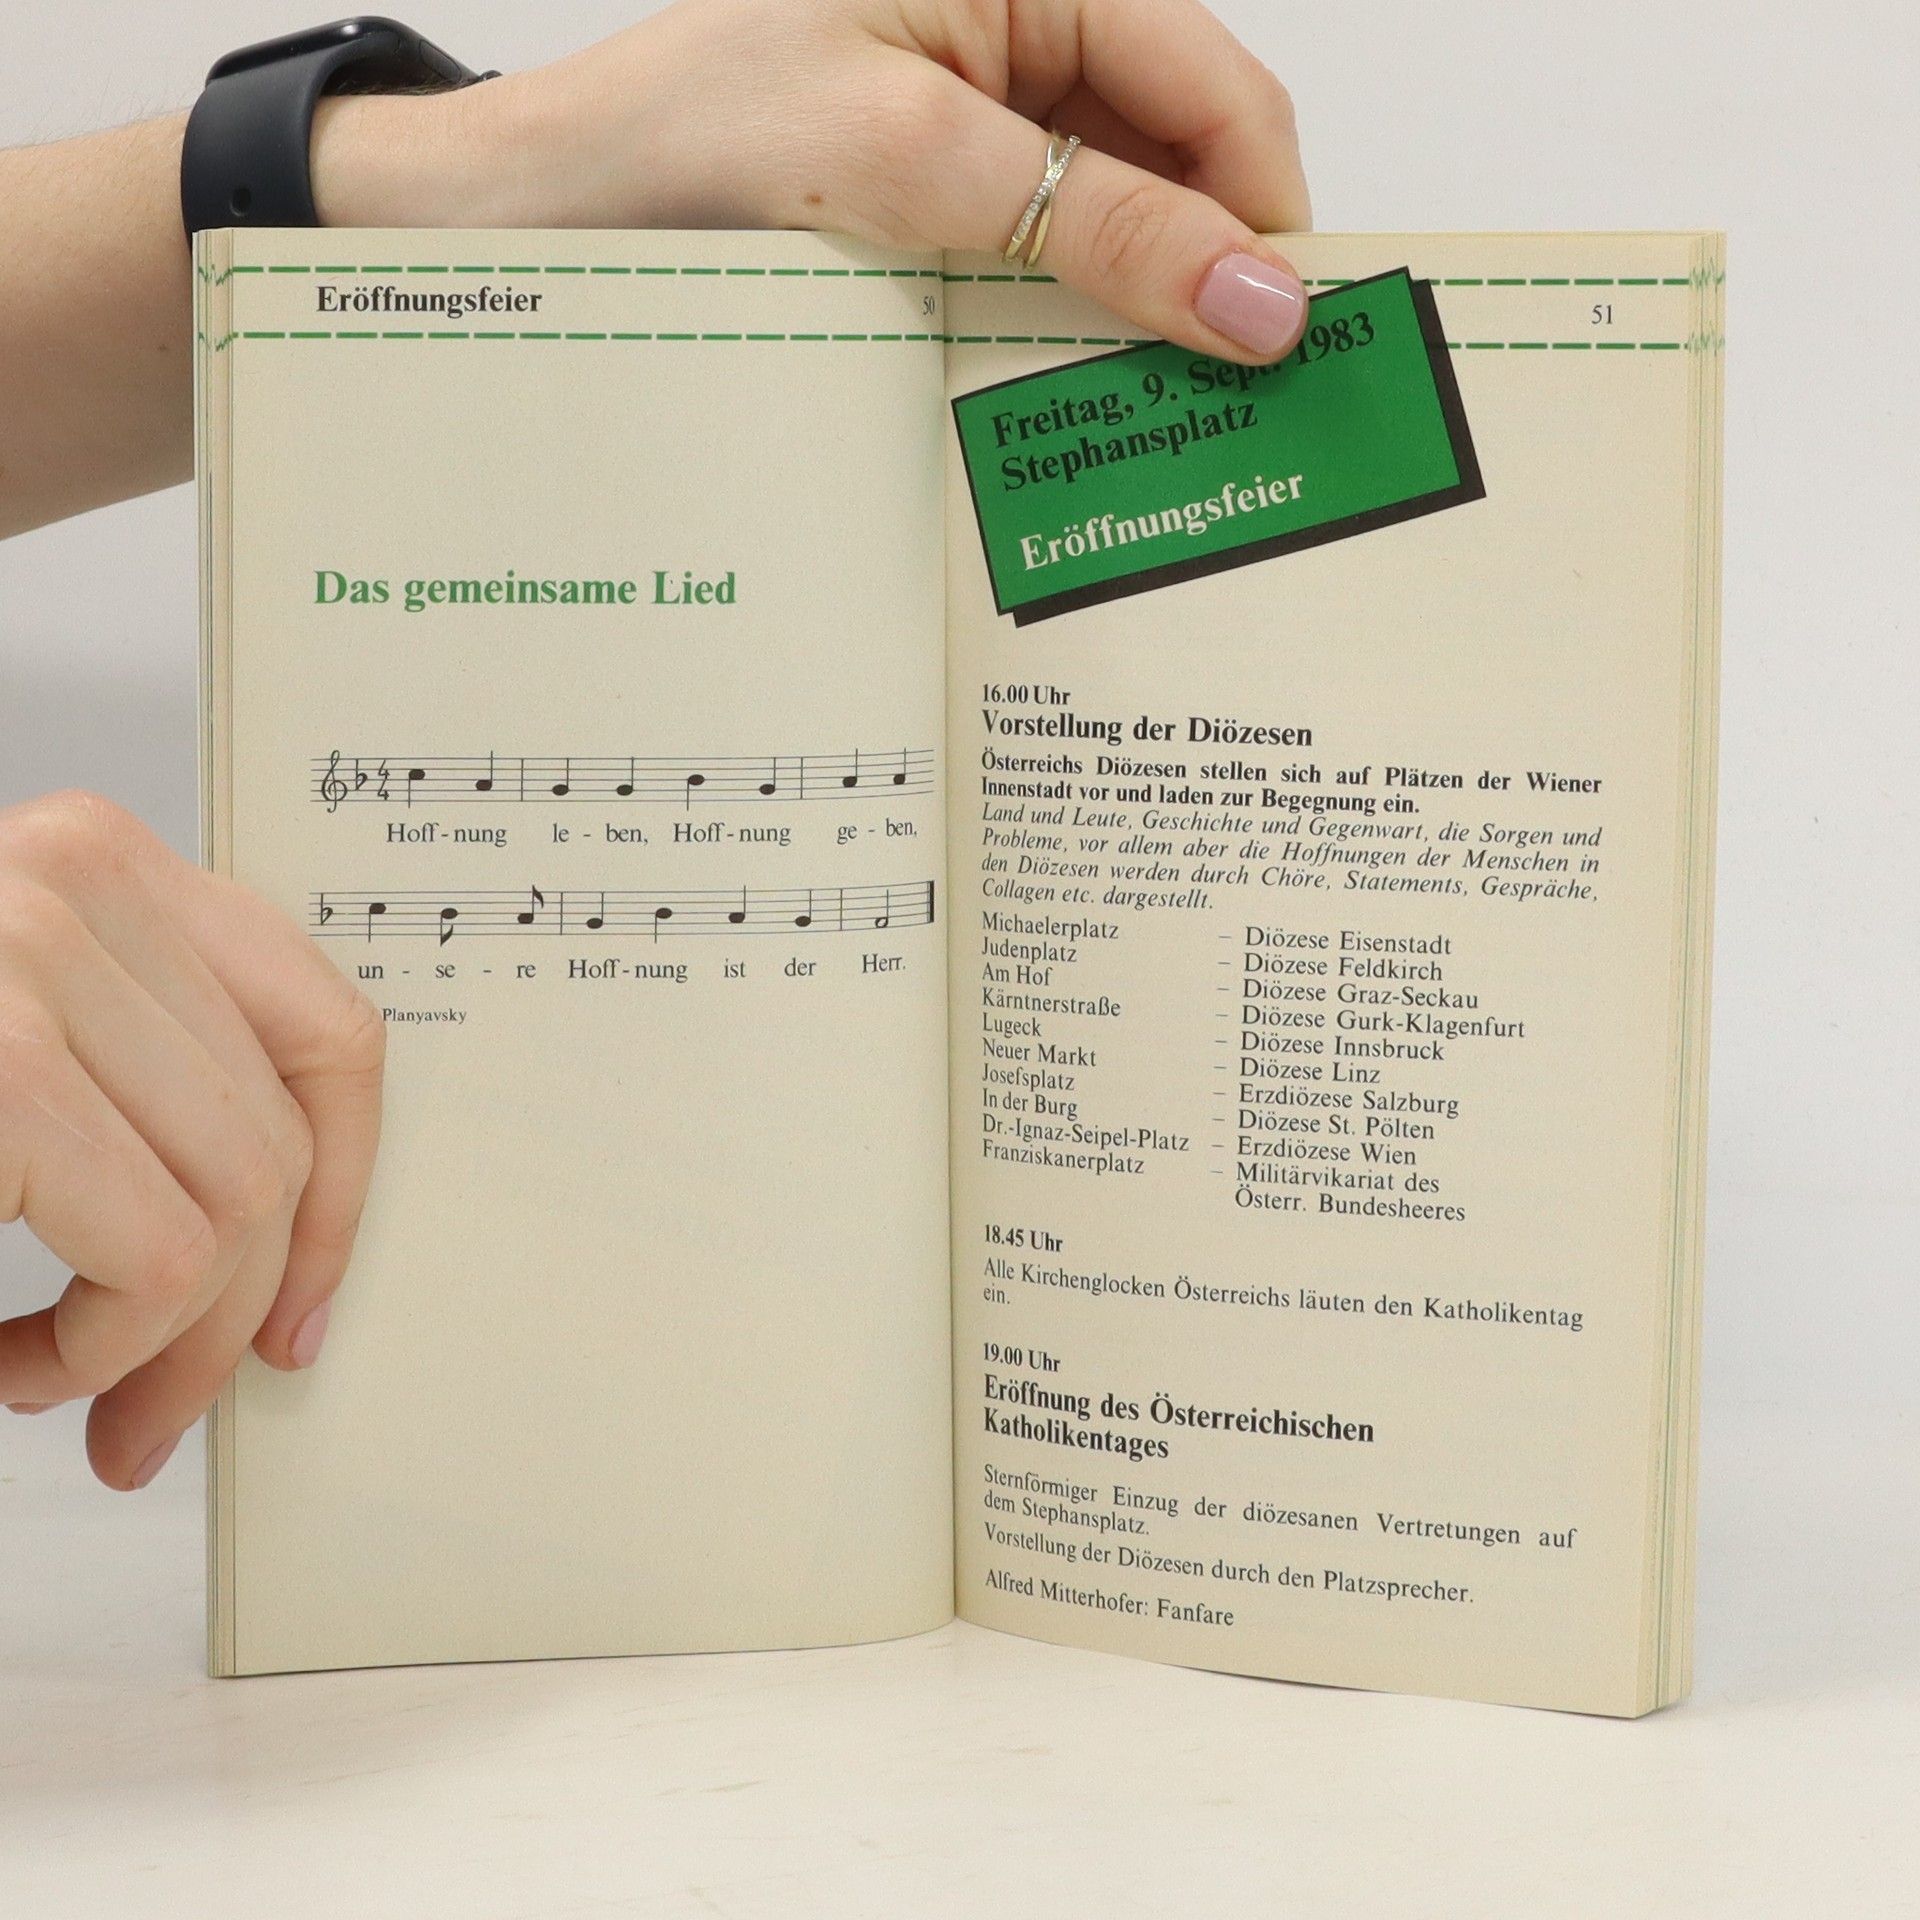 Eröffnungsfeier
50
Das gemeinsame Lied
4
4
Hoff - nung le - ben, Hoff - nung ge - ben,
un - se - re Hoff - nung ist der Herr.
Planyavsky
51
Freitag, 9. Sept. 1983
Stephansplatz
Eröffnungsfeier
16.00 Uhr
Vorstellung der Diözesen
Österreichs Diözesen stellen sich auf Plätzen der Wiener
Innenstadt vor und laden zur Begegnung ein.
Land und Leute, Geschichte und Gegenwart, die Sorgen und
Probleme, vor allem aber die Hoffnungen der Menschen in
den Diözesen werden durch Chöre, Statements, Gespräche,
Collagen etc. dargestellt.
Michaelerplatz – Diözese Eisenstadt
Judenplatz – Diözese Feldkirch
Am Hof – Diözese Graz-Seckau
Kärntnerstraße – Diözese Gurk-Klagenfurt
Lugeck – Diözese Innsbruck
Neuer Markt – Diözese Linz
Josefsplatz – Erzdiözese Salzburg
In der Burg – Diözese St. Pölten
Dr.-Ignaz-Seipel-Platz – Erzdiözese Wien
Franziskanerplatz – Militärvikariat des
Österr. Bundesheeres
18.45 Uhr
Alle Kirchenglocken Österreichs läuten den Katholikentag
ein.
19.00 Uhr
Eröffnung des Österreichischen
Katholikentages
Sternförmiger Einzug der diözesanen Vertretungen auf
dem Stephansplatz.
Vorstellung der Diözesen durch den Platzsprecher.
Alfred Mitterhofer: Fanfare